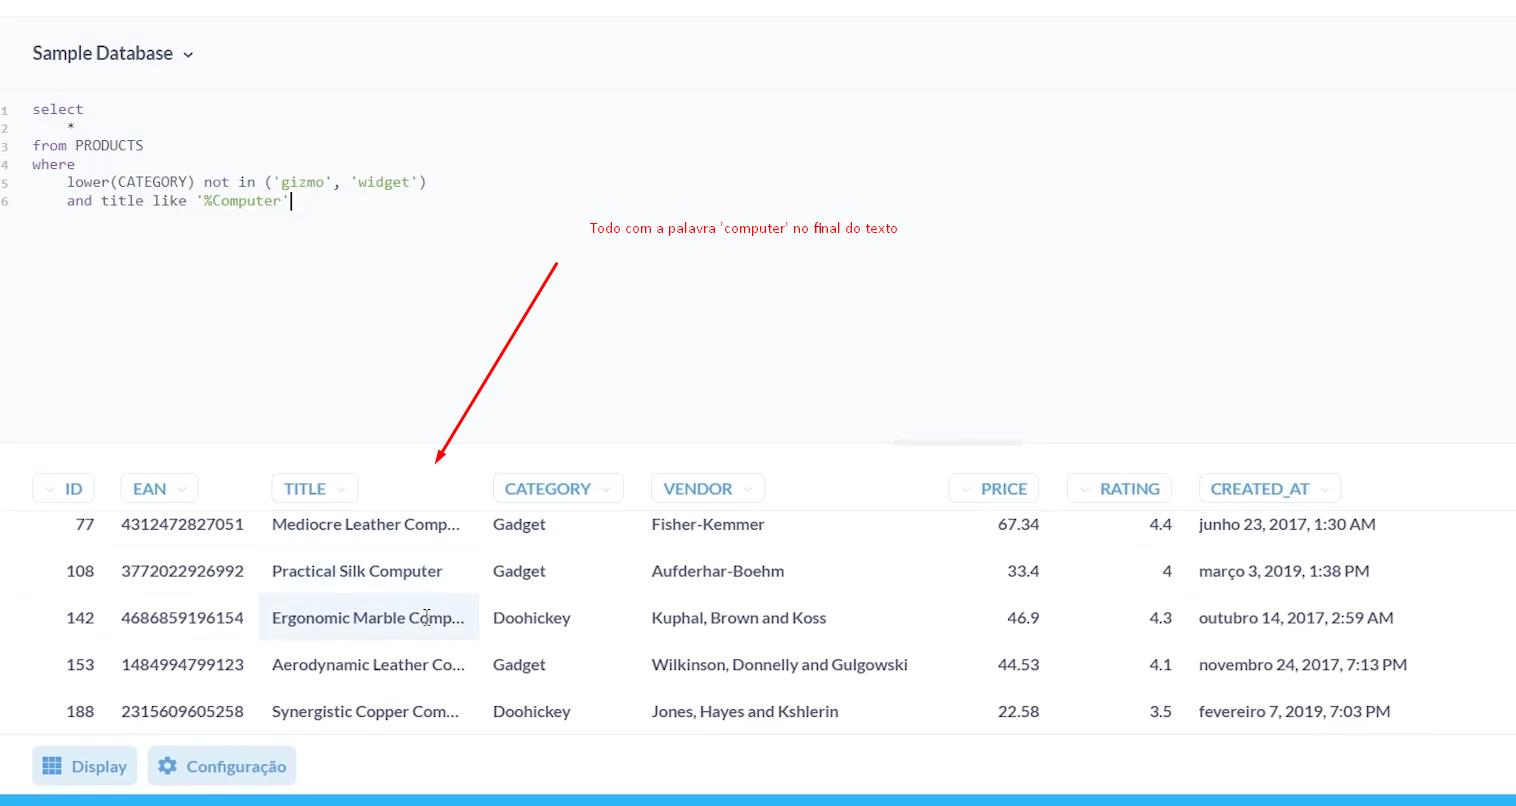 Sample Database
1 select
2 *
3 from PRODUCTS
4 where
5 lower(CATEGORY) not in ('gizmo', 'widget')
6 and title like '%Computer'
Todo com a palavra 'computer' no final do texto
ID EAN TITLE CATEGORY VENDOR PRICE RATING CREATED_AT
77 4312472827051 Mediocre Leather Comp... Gadget Fisher-Kemmer 67.34 4.4 junho 23, 2017, 1:30 AM
108 3772022926992 Practical Silk Computer Gadget Aufderhar-Boehm 33.4 4 março 3, 2019, 1:38 PM
142 4686859196154 Ergonomic Marble Comp... Doohickey Kuphal, Brown and Koss 46.9 4.3 outubro 14, 2017, 2:59 AM
153 1484994799123 Aerodynamic Leather Co... Gadget Wilkinson, Donnelly and Gulgowski 44.53 4.1 novembro 24, 2017, 7:13 PM
188 2315609605258 Synergistic Copper Com... Doohickey Jones, Hayes and Kshlerin 22.58 3.5 fevereiro 7, 2019, 7:03 PM
Display Configuração